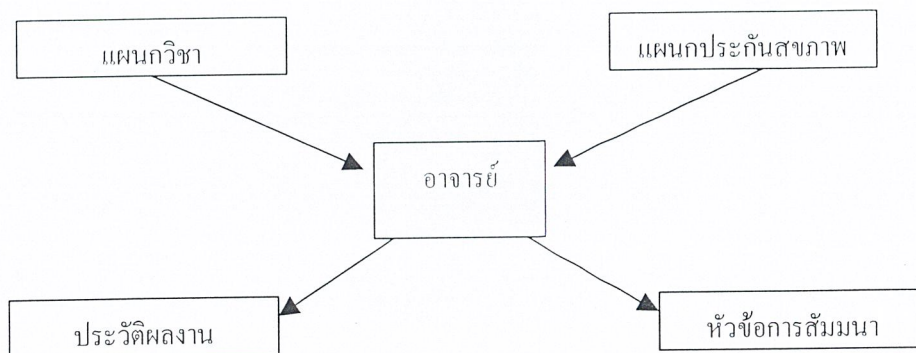 แผนกวิชา
แผนกประกันสขภาพ
อาจารย์
ประวัติผลงาน
หัวข้อการสัมมนา